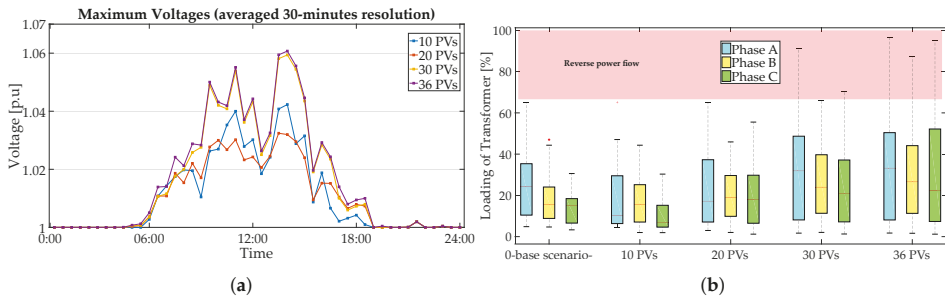 Maximum Voltages (averaged 30-minutes resolution)
1.07
1.06
1.04
1.02
1
Voltage [p.u]
10 PVs
20 PVs
30 PVs
36 PVs
0:00
06:00
12:00
18:00
24:00
Time
(a)
100
80
60
40
20
0
Loading of Transformer [%]
Reverse power flow
Phase A
Phase B
Phase C
0-base scenario-
10 PVs
20 PVs
30 PVs
36 PVs
(b)